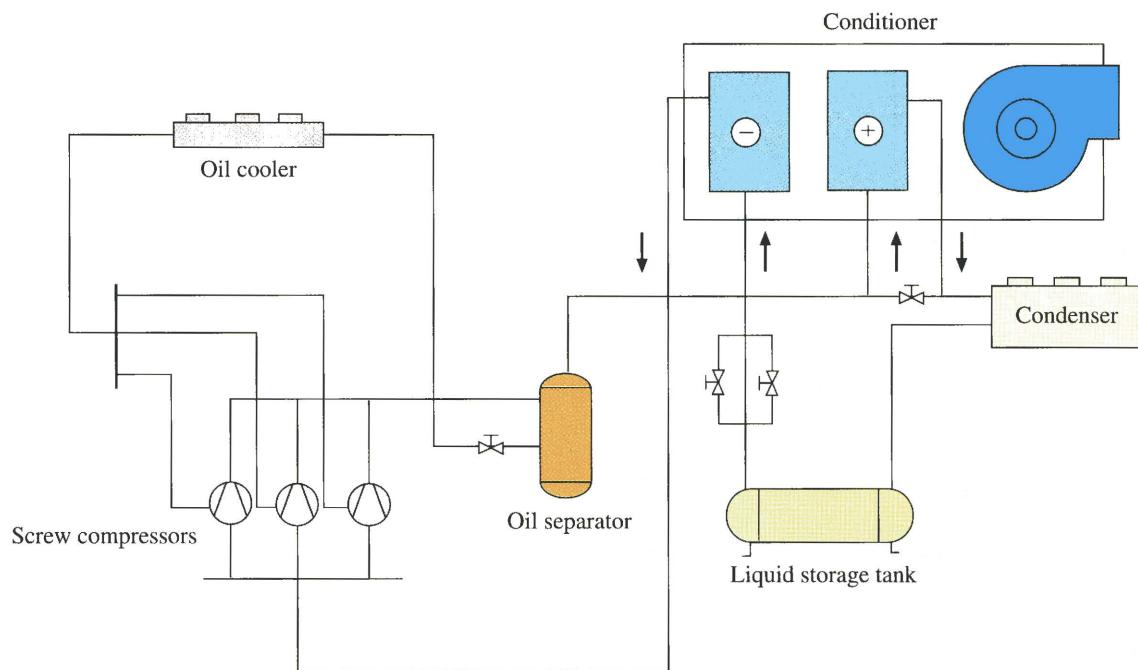 Conditioner
−
+
Oil cooler
Condenser
Screw compressors
Oil separator
Liquid storage tank